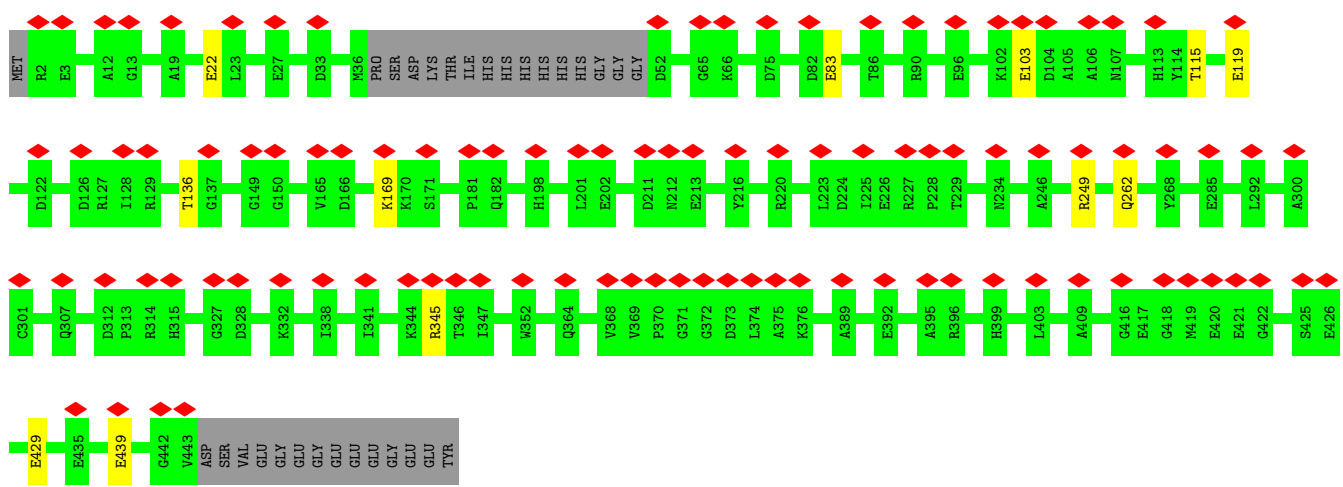 MET R2 E3 A12 G13 A19 E22 L23 E27 D33 M36 PRO SER ASP LYS THR ILE HIS HIS HIS HIS HIS HIS GLY GLY GLY D52 G65 K66 D75 D82 E83 T86 R90 E96 K102 E103 D104 A105 A106 N107 H113 Y114 T115 E119
D122 D126 R127 I128 R129 T136 G137 G149 G150 V165 D166 K169 K170 S171 P181 Q182 H198 L201 E202 D211 N212 E213 Y216 R220 L223 D224 I225 E226 R227 P228 T229 N234 A246 R249 Q262 Y268 E285 L292 A300
C301 Q307 D312 P313 R314 H315 G327 D328 K332 I338 I341 K344 R345 T346 I347 W352 Q364 V368 V369 P370 G371 G372 D373 L374 A375 K376 A389 E392 A395 R396 H399 L403 A409 G416 E417 G418 M419 E420 E421 G422 S425 E426
E429 E435 E439 G442 V443 ASP SER VAL GLU GLY GLU GLY GLU GLU GLU GLY GLU GLU TYR